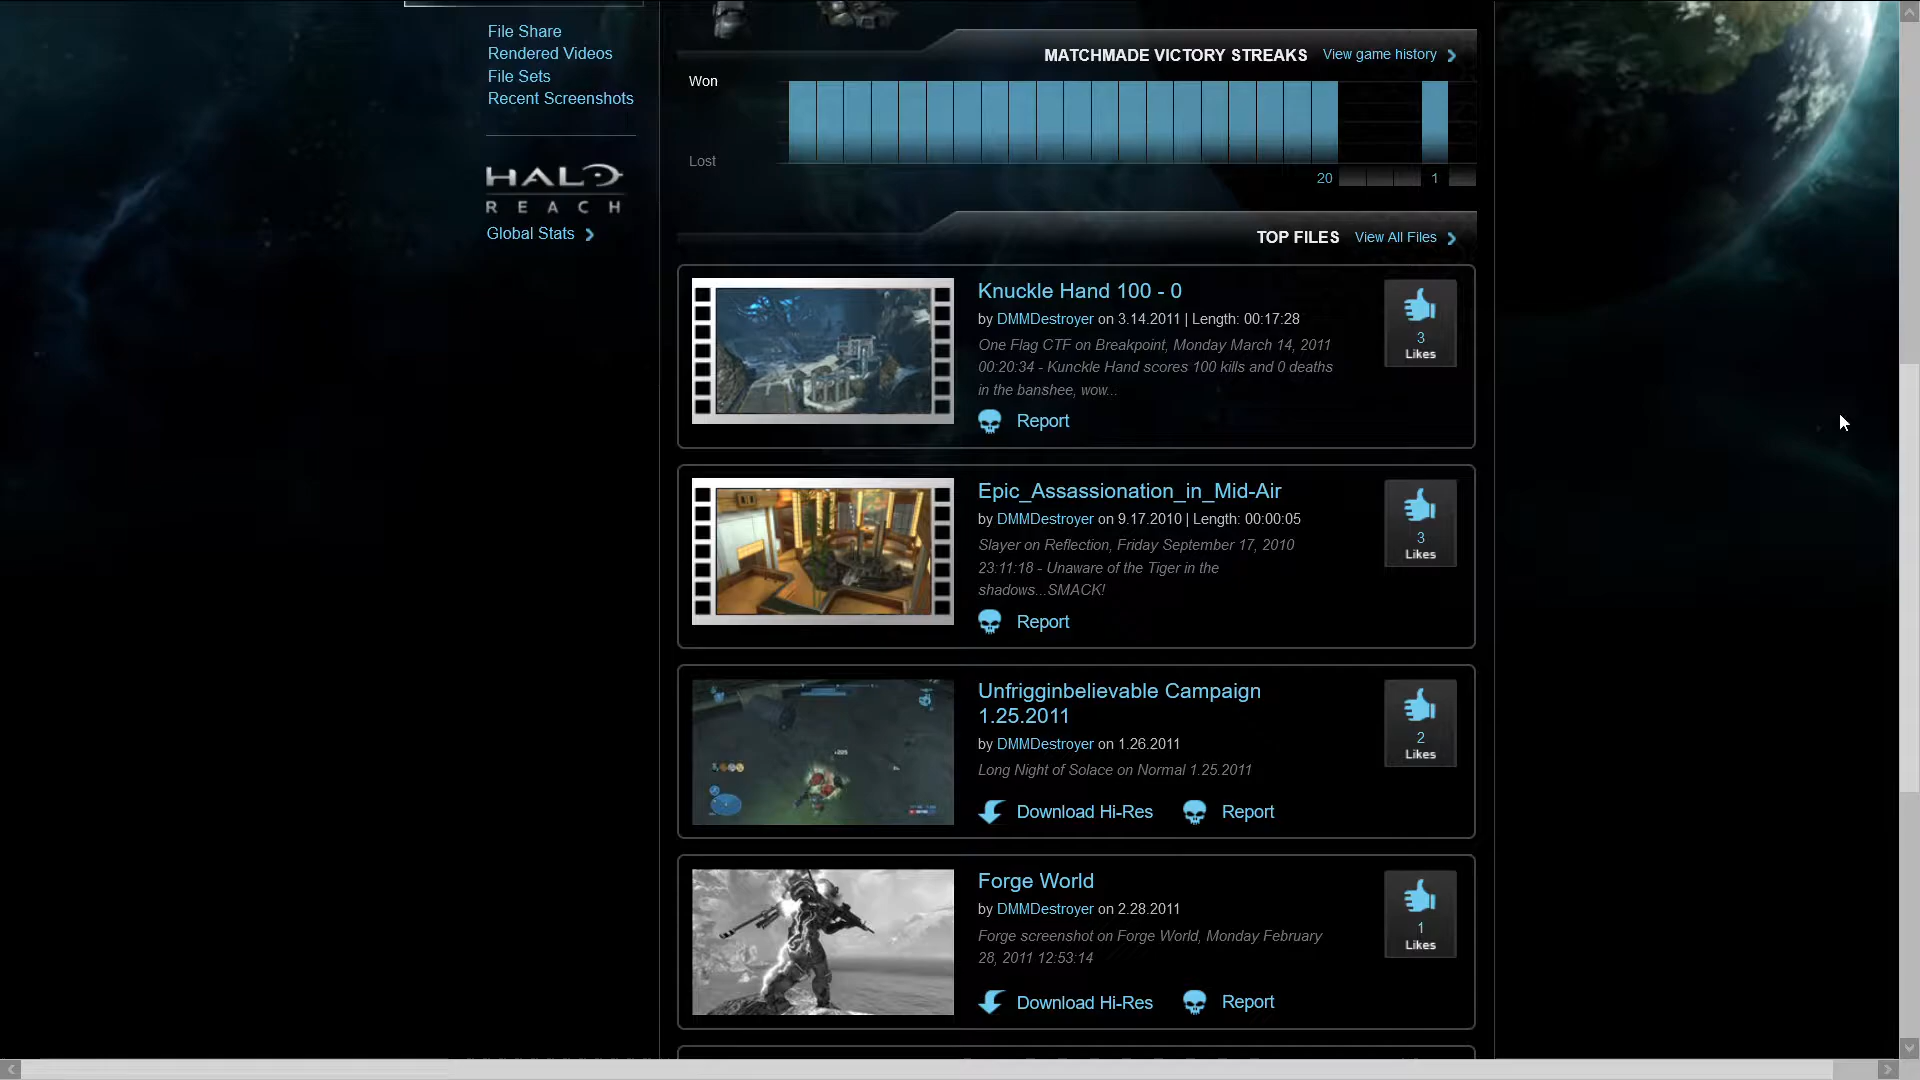 File Share
Rendered Videos
File Sets
Recent Screenshots
HALO
REACH
Global Stats
MATCHMADE VICTORY STREAKS View game history
Won
Lost
20 1
TOP FILES View All Files
Knuckle Hand 100 - 0
by DMMDestroyer on 3.14.2011 | Length: 00:17:28
One Flag CTF on Breakpoint, Monday March 14, 2011
00:20:34 - Kunckle Hand scores 100 kills and 0 deaths
in the banshee, wow...
Report
3
Likes
Epic_Assassionation_in_Mid-Air
by DMMDestroyer on 9.17.2010 | Length: 00:00:05
Slayer on Reflection, Friday September 17, 2010
23:11:18 - Unaware of the Tiger in the
shadows...SMACK!
Report
3
Likes
Unfrigginbelievable Campaign
1.25.2011
by DMMDestroyer on 1.26.2011
Long Night of Solace on Normal 1.25.2011
Download Hi-Res Report
2
Likes
Forge World
by DMMDestroyer on 2.28.2011
Forge screenshot on Forge World, Monday February
28, 2011 12:53:14
Download Hi-Res Report
1
Likes